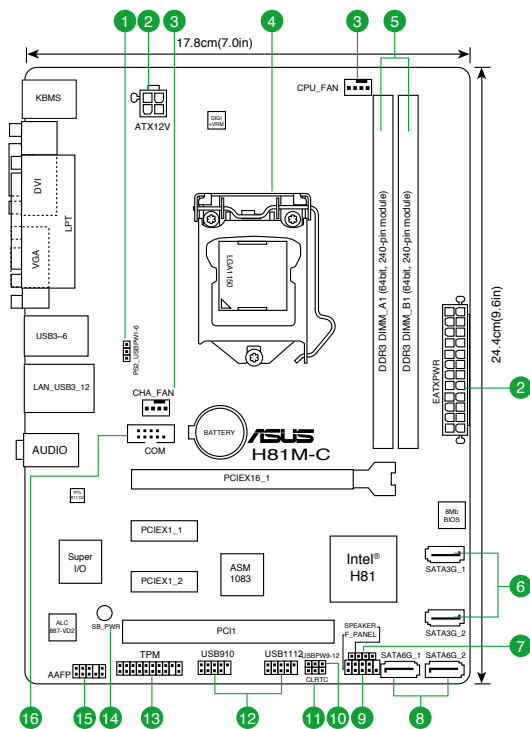 1
2
3
4
3
5
17.8cm(7.0in)
KBMS
ATX12V
DIGI
+VRM
CPU_FAN
DVI
LPT
VGA
LGA1150
DDR3 DIMM_A1 (64bit, 240-pin module)
DDR3 DIMM_B1 (64bit, 240-pin module)
24.4cm(9.6in)
EATXPWR
2
USB3~6
PS2_USBPW1-6
LAN_USB3_12
CHA_FAN
COM
BATTERY
ASUS
H81M-C
AUDIO
PCIEX16_1
RTL
8111G
8Mb
BIOS
PCIEX1_1
Super
I/O
PCIEX1_2
ASM
1083
Intel®
H81
SATA3G_1
6
SATA3G_2
ALC
887-VD2
SB_PWR
PCI1
SPEAKER
F_PANEL
7
AAFP
TPM
USB910
USB1112
USBPW9-12
CLRTC
SATA6G_1
SATA6G_2
16
15
14
13
12
11
10
9
8